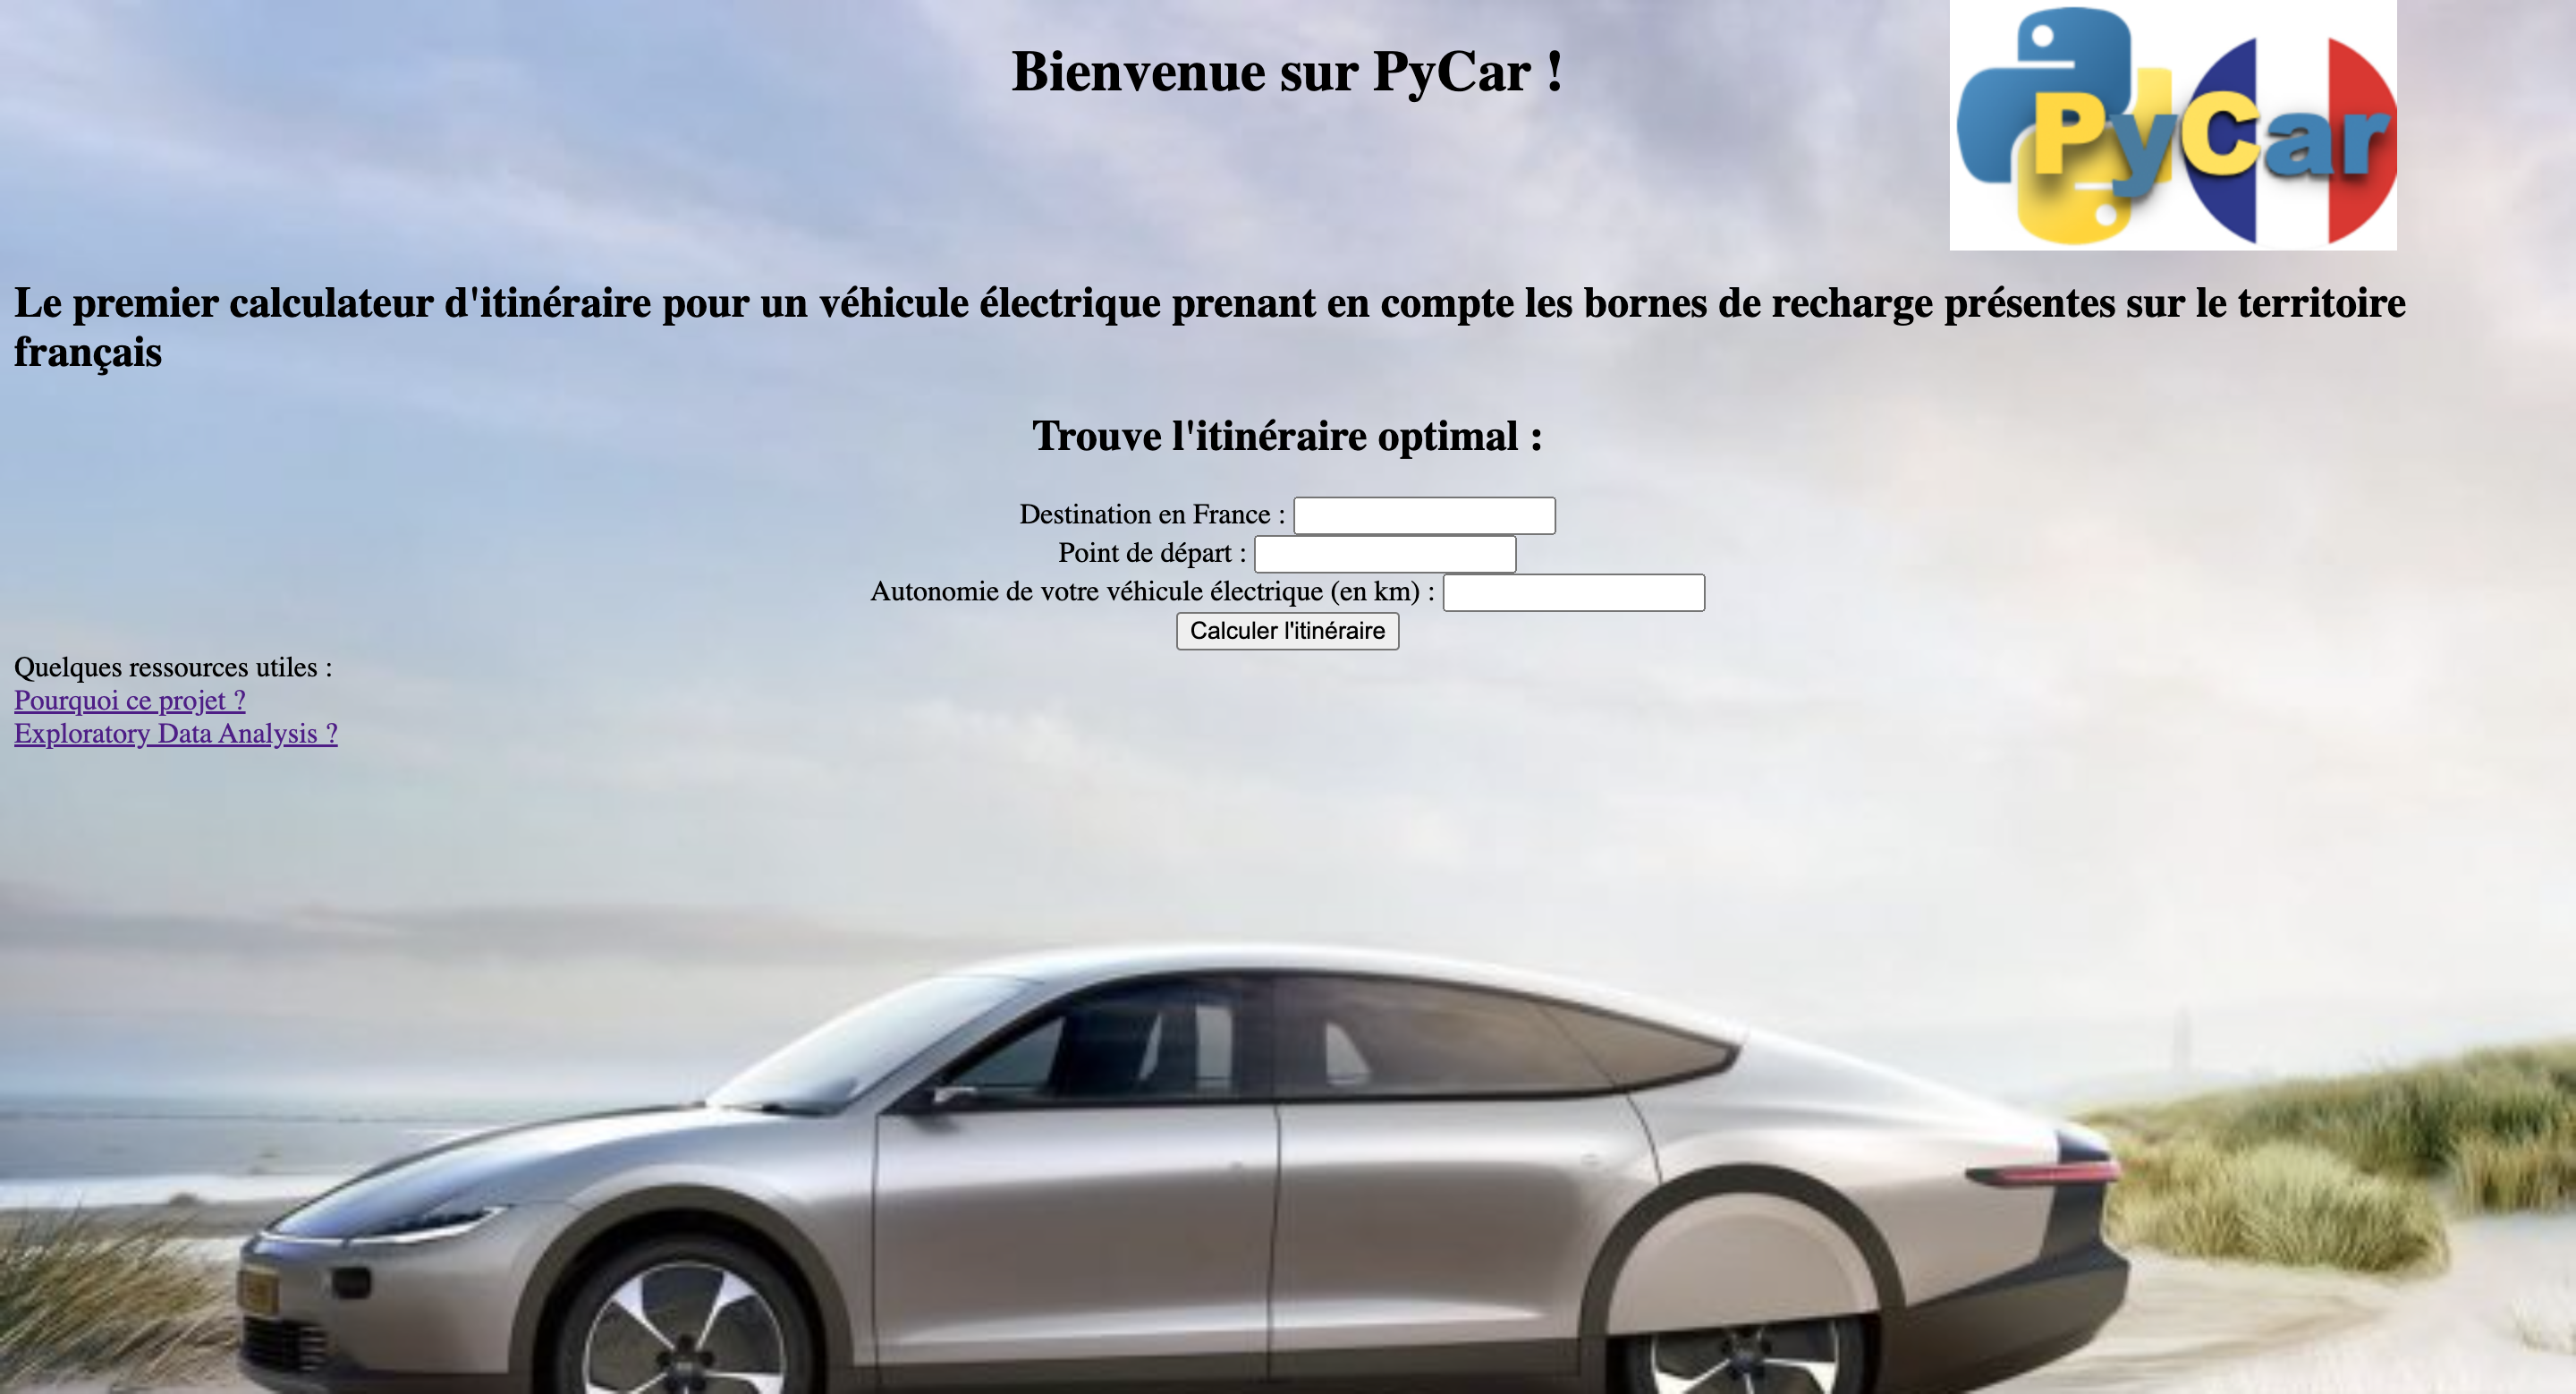 Bienvenue sur PyCar !
PyCar
Le premier calculateur d'itinéraire pour un véhicule électrique prenant en compte les bornes de recharge présentes sur le territoire
français
Trouve l'itinéraire optimal :
Destination en France :
Point de départ :
Autonomie de votre véhicule électrique (en km) :
Calculer l'itinéraire
Quelques ressources utiles :
Pourquoi ce projet ?
Exploratory Data Analysis ?